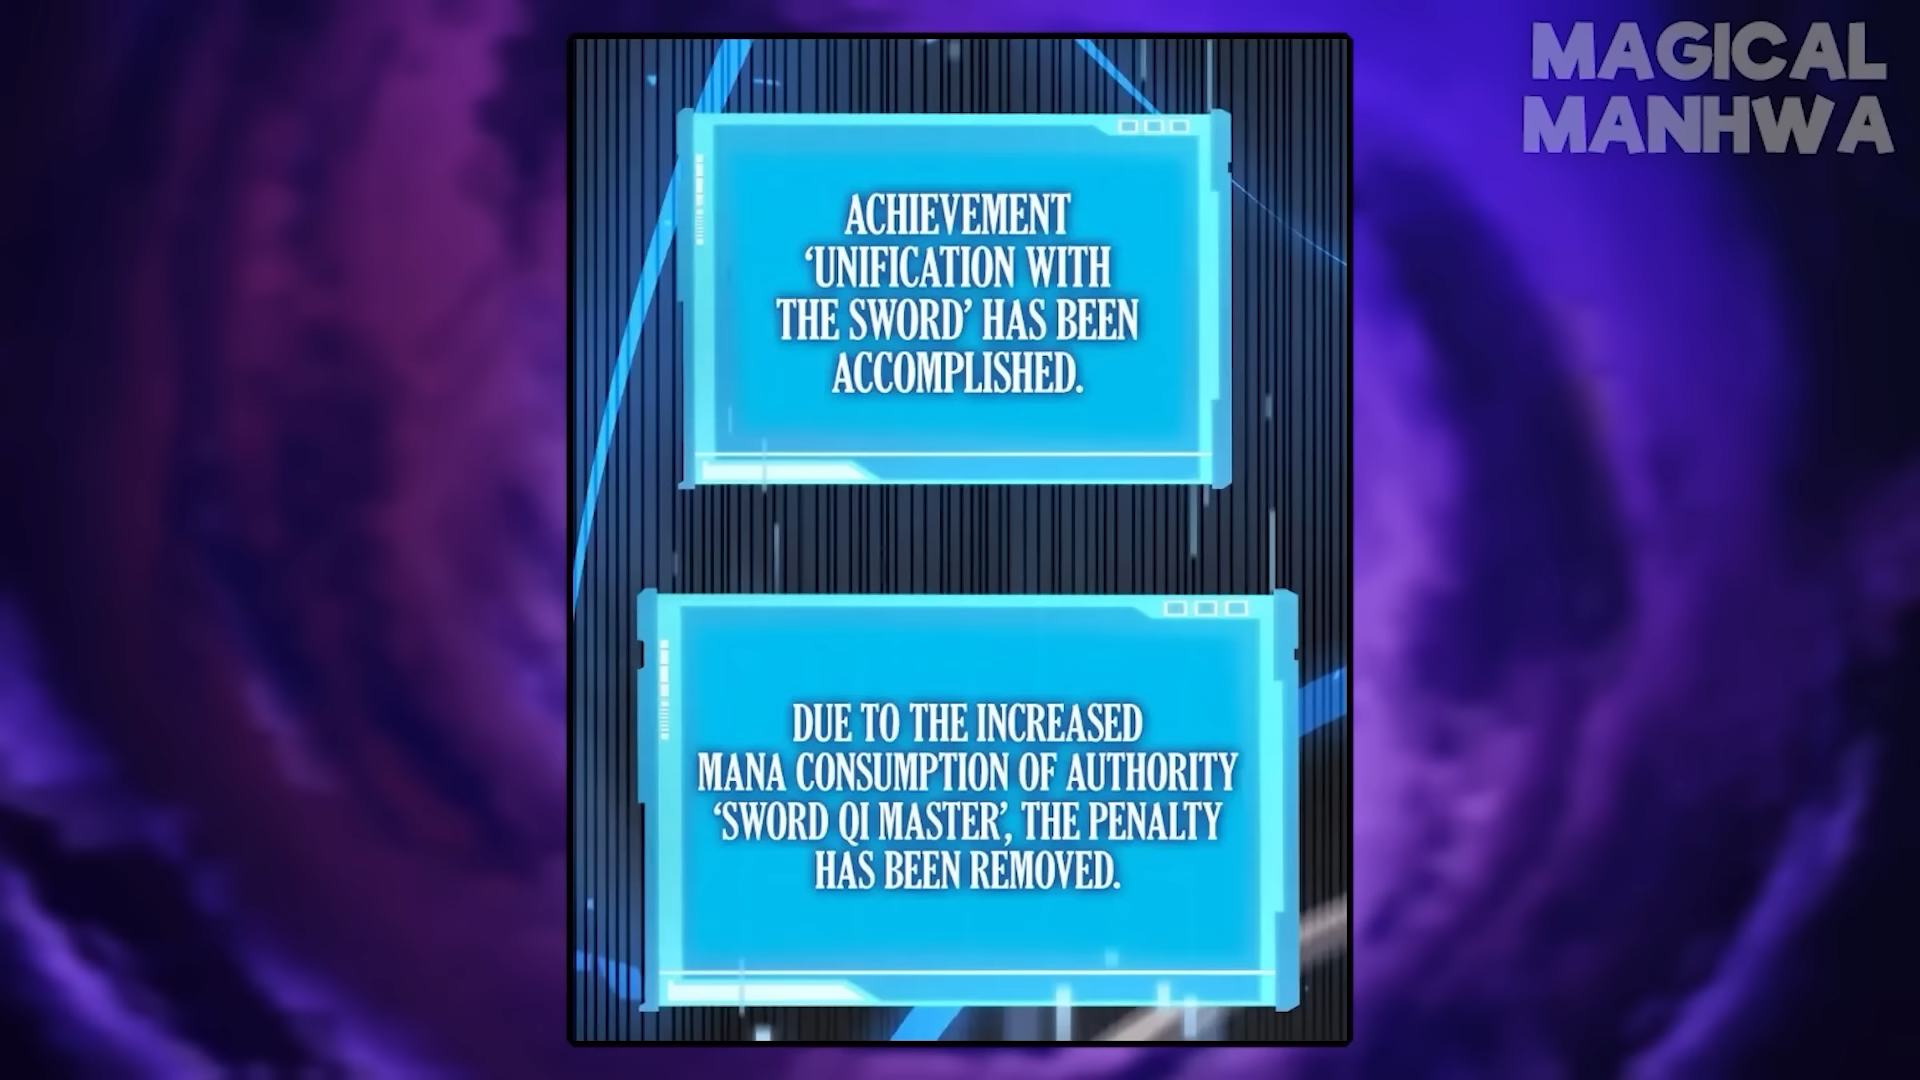 MAGICAL
MANHWA
ACHIEVEMENT
‘UNIFICATION WITH
THE SWORD’ HAS BEEN
ACCOMPLISHED.
DUE TO THE INCREASED
MANA CONSUMPTION OF AUTHORITY
‘SWORD QI MASTER’, THE PENALTY
HAS BEEN REMOVED.